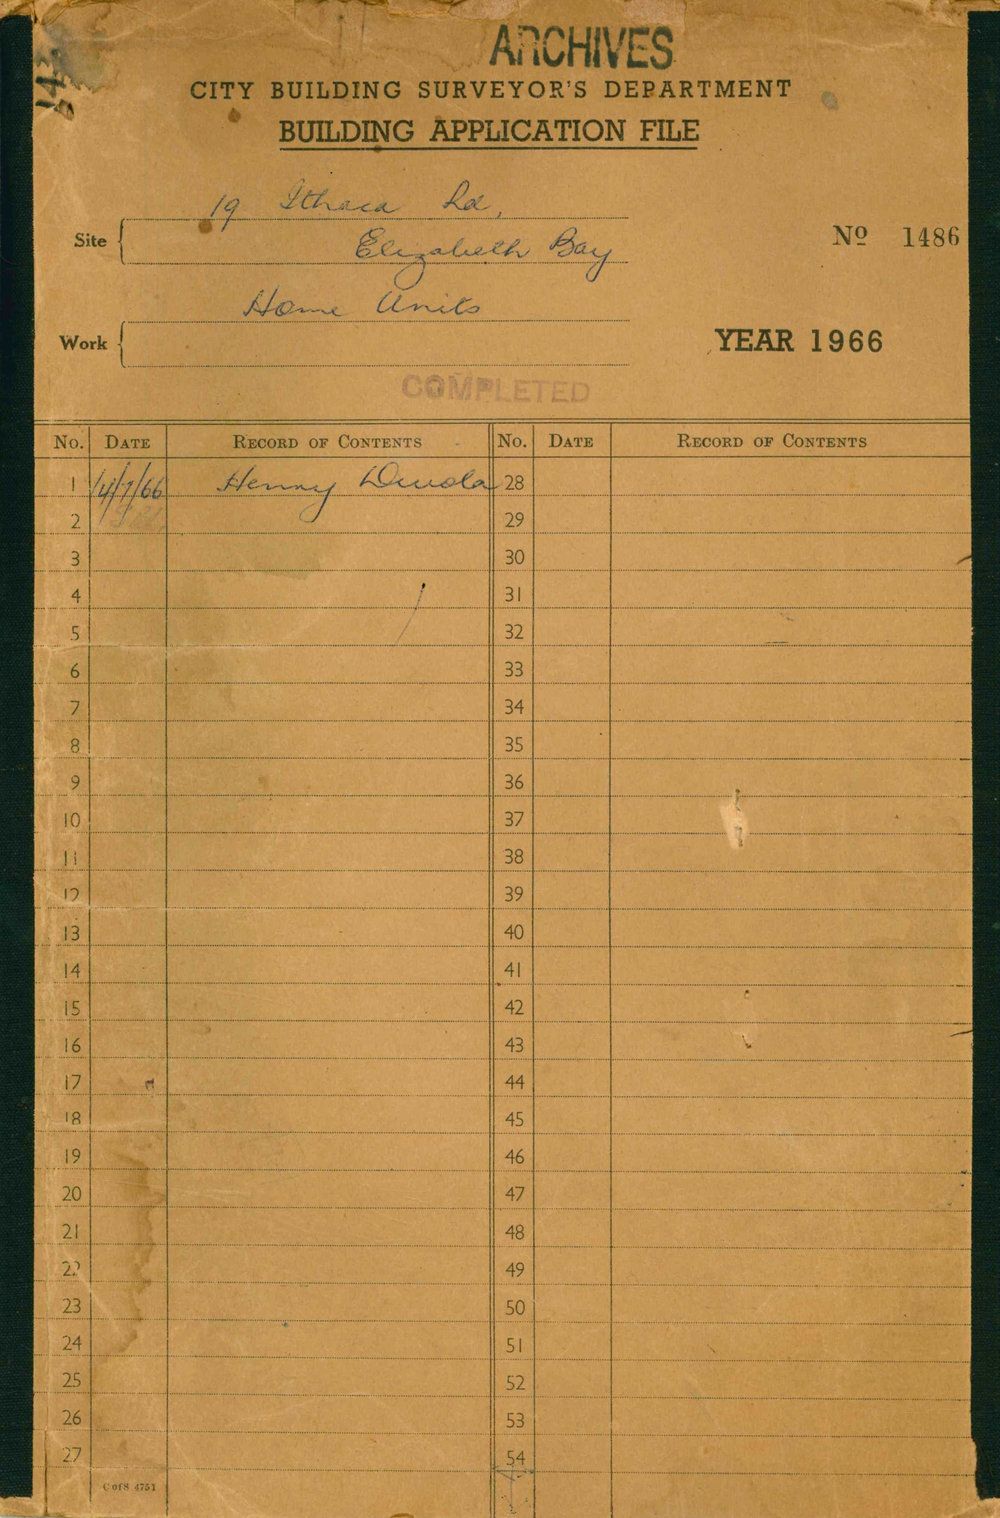 ARCHIVES
CITY BUILDING SURVEYOR'S DEPARTMENT
BUILDING APPLICATION FILE
19 Ithaca Rd,
Site
Elizabeth Bay
Nº 1486
Home Units
Work
YEAR 1966
COMPLETED
No. DATE RECORD OF CONTENTS No. DATE RECORD OF CONTENTS
1 14/7/66 Henry 28
2 29
3 30
4 31
5 32
6 33
7 34
8 35
9 36
10 37
11 38
12 39
13 40
14 41
15 42
16 43
17 44
18 45
19 46
20 47
21 48
22 49
23 50
24 51
25 52
26 53
27 54
C of S 4751